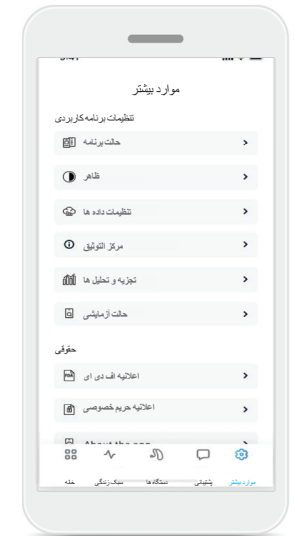 موارد بیشتر
تنظیمات برنامه کاربردی
حالت برنامه
ظاهر
تنظیمات داده ها
مرکز التوثيق
تجزیه و تحلیل ها
حالت آزمایشی
حقوقی
اعلانیه اف دی ای
اعلانیه حریم خصوصی
About the app
موارد بیشتر
پشتیبانی
دستگاه ها
سبک زندگی
خانه